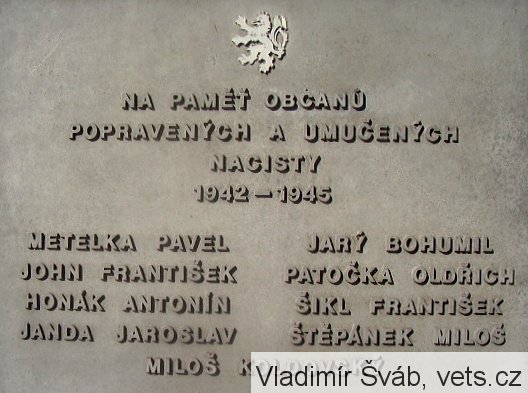 NA PAMĚŤ OBČANŮ
POPRAVENÝCH A UMUČENÝCH
NACISTY
1942 – 1945
METELKA PAVEL
JOHN FRANTIŠEK
HONÁK ANTONÍN
JANDA JAROSLAV
JARÝ BOHUMIL
PATOČKA OLDŘICH
ŠIKL FRANTIŠEK
ŠTĚPÁNEK MILOŠ
MILOŠ
Vladimír Šváb, vets.cz